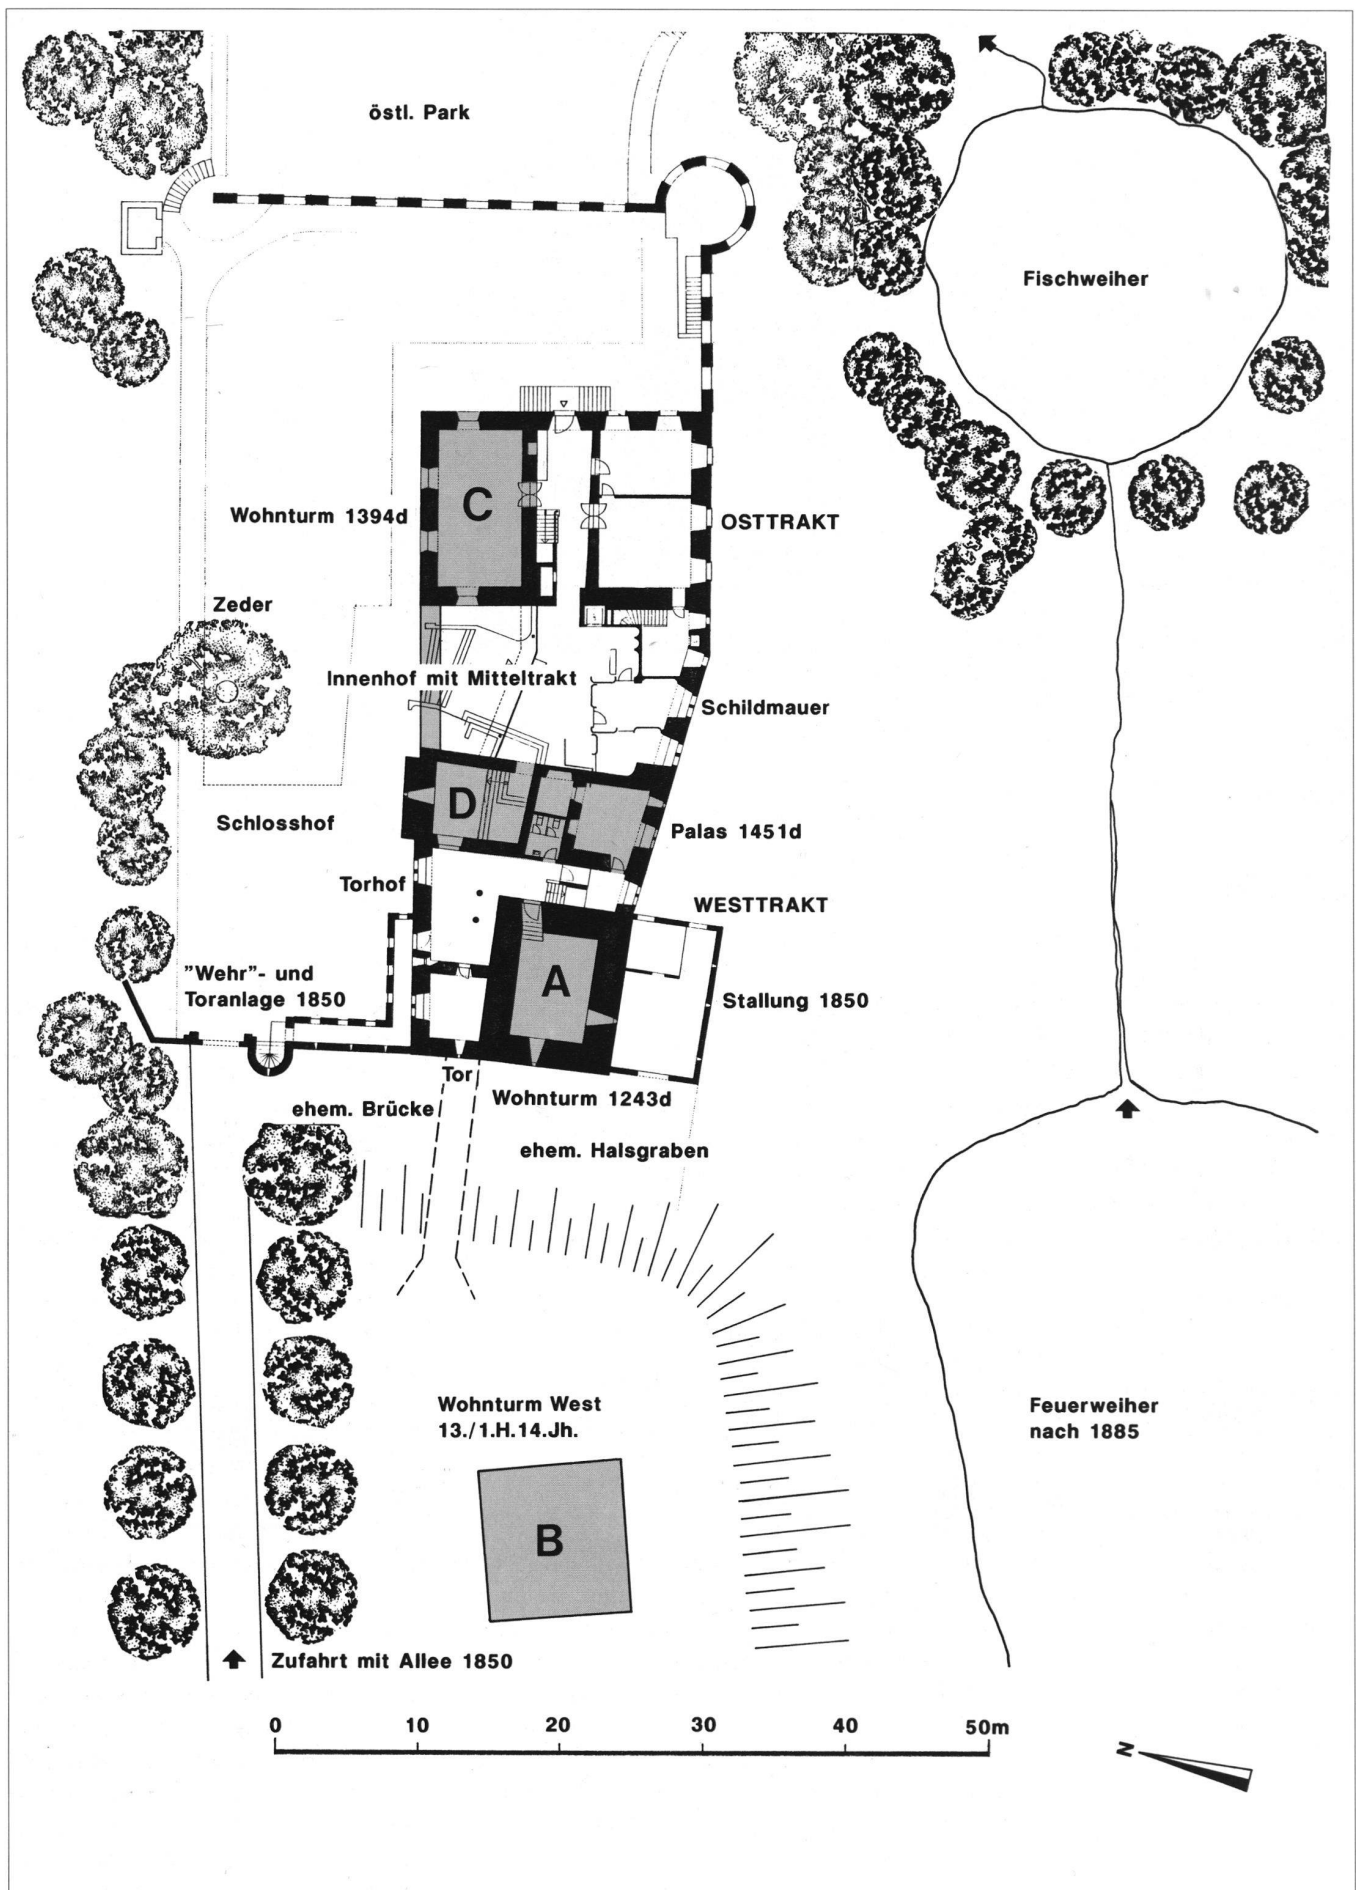 östl. Park
Fischweiher
C
Wohnturm 1394d
OSTTRAKT
Zeder
Innenhof mit Mitteltrakt
Schildmauer
D
Schlosshof
Palas 1451d
Torhof
WESTTRAKT
"Wehr"- und
Toranlage 1850
A
Stallung 1850
Tor
Wohnturm 1243d
ehem. Brücke
ehem. Halsgraben
Wohnturm West
13./1.H.14.Jh.
Feuerweiher
nach 1885
B
Zufahrt mit Allee 1850
0 10 20 30 40 50m
N